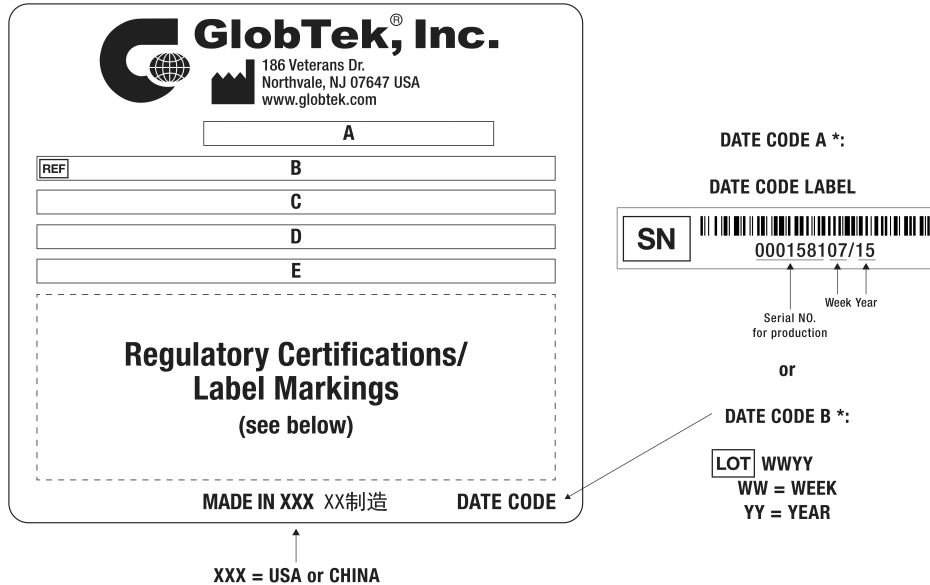 GlobTek,® Inc.
186 Veterans Dr.
Northvale, NJ 07647 USA
www.globtek.com
A
REF B
C
D
E
Regulatory Certifications/
Label Markings
(see below)
MADE IN XXX XX制造 DATE CODE
XXX = USA or CHINA
DATE CODE A *:
DATE CODE LABEL
SN
000158107/15
Week Year
Serial NO.
for production
or
DATE CODE B *:
LOT WWYY
WW = WEEK
YY = YEAR